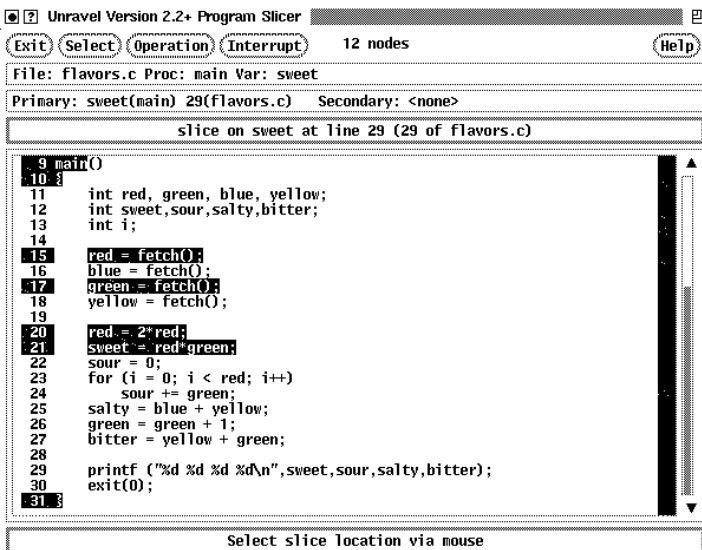 Unravel Version 2.2+ Program Slicer
Exit Select Operation Interrupt 12 nodes Help
File: flavors.c Proc: main Var: sweet
Primary: sweet(main) 29(flavors.c) Secondary: <none>
slice on sweet at line 29 (29 of flavors.c)
9 main()
10 {
11 int red, green, blue, yellow;
12 int sweet,sour,salty,bitter;
13 int i;
14
15 red = fetch();
16 blue = fetch();
17 green = fetch();
18 yellow = fetch();
19
20 red = 2*red;
21 sweet = red*green;
22 sour = 0;
23 for (i = 0; i < red; i++)
24 sour += green;
25 salty = blue + yellow;
26 green = green + 1;
27 bitter = yellow + green;
28
29 printf ("%d %d %d %d\n",sweet,sour,salty,bitter);
30 exit(0);
31 }
Select slice location via mouse